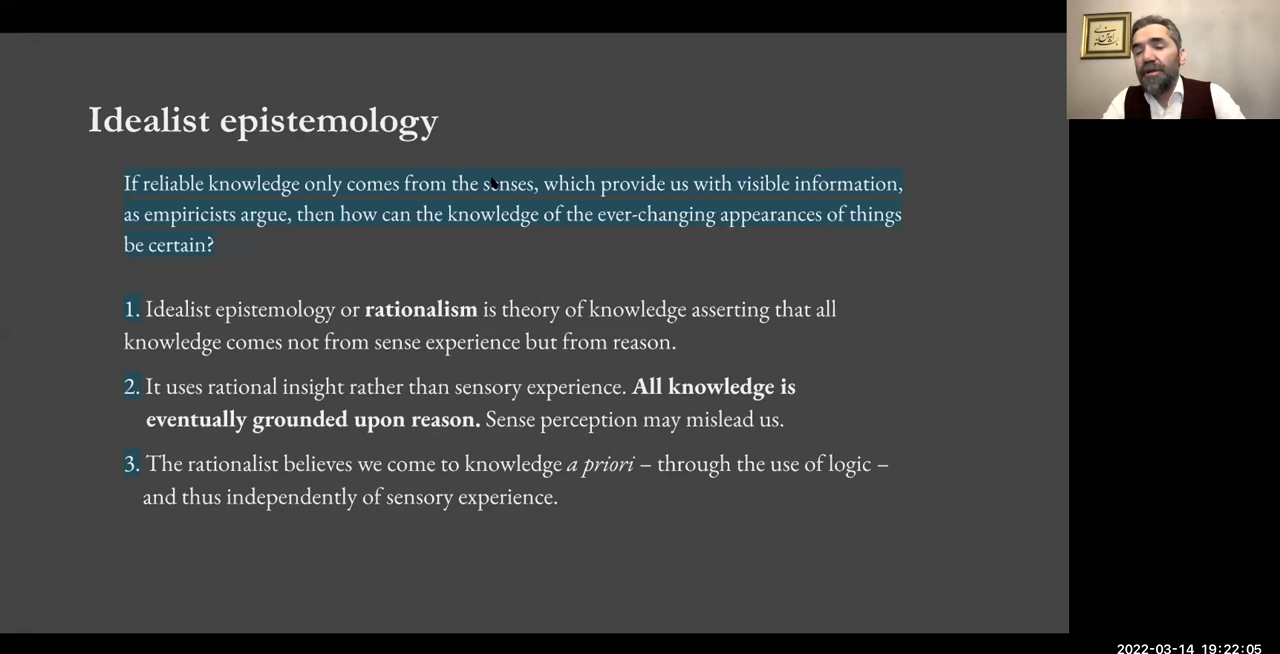 Idealist epistemology
If reliable knowledge only comes from the senses, which provide us with visible information,
as empiricists argue, then how can the knowledge of the ever-changing appearances of things
be certain?
1. Idealist epistemology or rationalism is theory of knowledge asserting that all
knowledge comes not from sense experience but from reason.
2. It uses rational insight rather than sensory experience. All knowledge is
eventually grounded upon reason. Sense perception may mislead us.
3. The rationalist believes we come to knowledge a priori – through the use of logic –
and thus independently of sensory experience.
2022-03-14 19:22:05